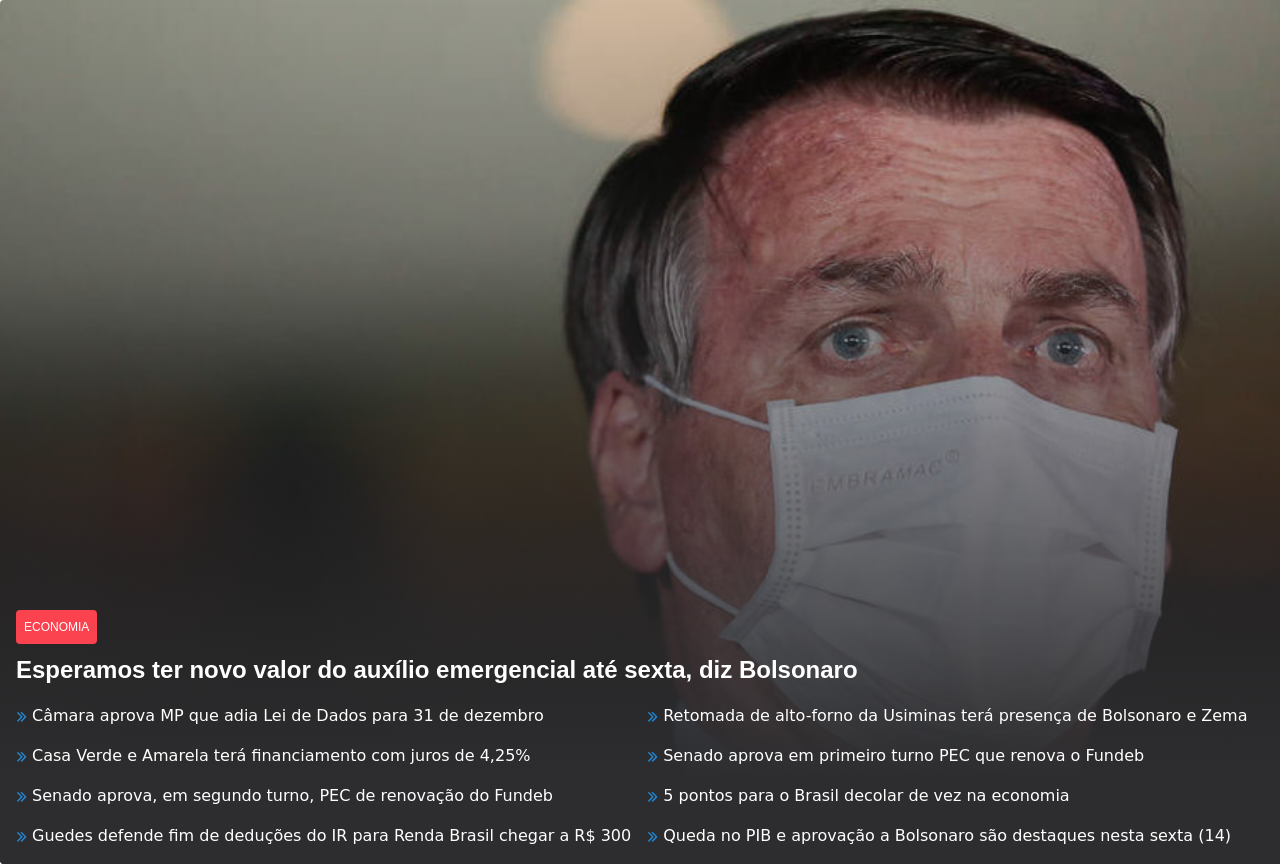 EMBRAMAC®
ECONOMIA
Esperamos ter novo valor do auxílio emergencial até sexta, diz Bolsonaro
Câmara aprova MP que adia Lei de Dados para 31 de dezembro
Casa Verde e Amarela terá financiamento com juros de 4,25%
Senado aprova, em segundo turno, PEC de renovação do Fundeb
Guedes defende fim de deduções do IR para Renda Brasil chegar a R$ 300
Retomada de alto-forno da Usiminas terá presença de Bolsonaro e Zema
Senado aprova em primeiro turno PEC que renova o Fundeb
5 pontos para o Brasil decolar de vez na economia
Queda no PIB e aprovação a Bolsonaro são destaques nesta sexta (14)